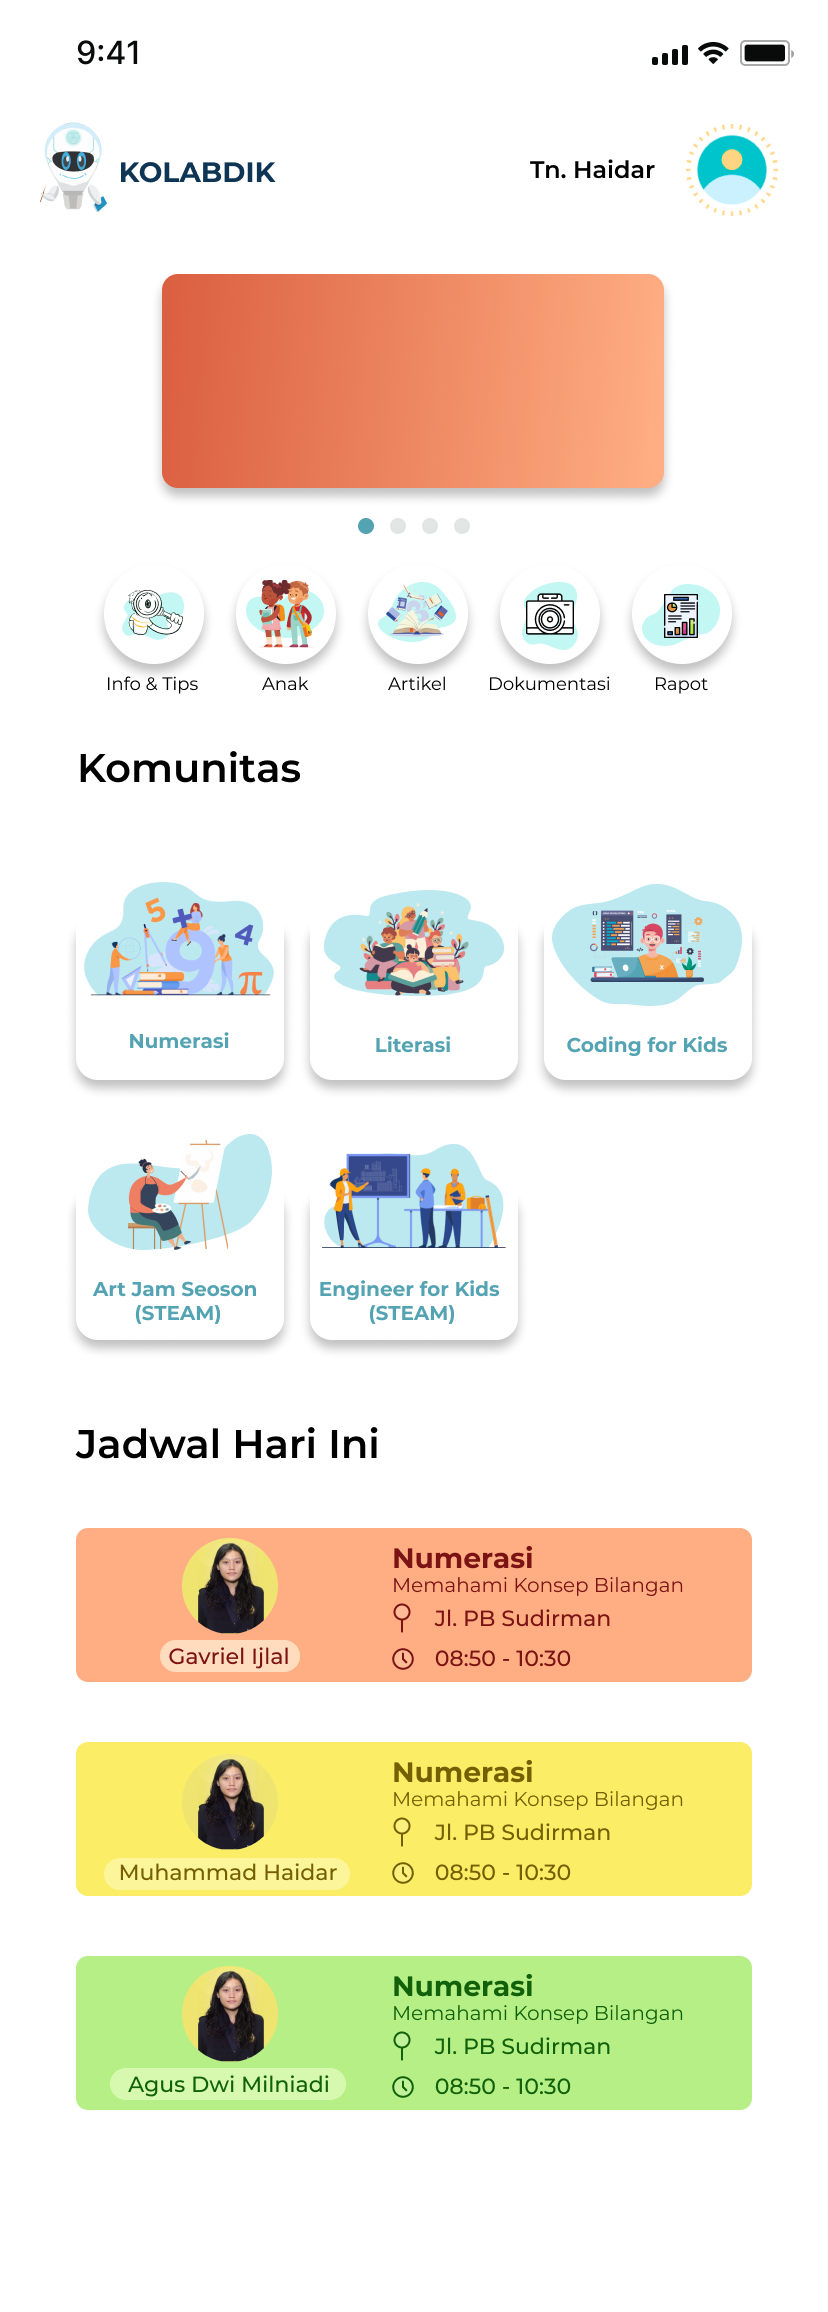 9:41
KOLABDIK
Tn. Haidar
Info & Tips
Anak
Artikel
Dokumentasi
Rapot
Komunitas
5
+
4
9
π
Numerasi
Literasi
Coding for Kids
Art Jam Seoson
(STEAM)
Engineer for Kids
(STEAM)
Jadwal Hari Ini
Numerasi
Memahami Konsep Bilangan
Jl. PB Sudirman
08:50 - 10:30
Gavriel Ijlal
Numerasi
Memahami Konsep Bilangan
Jl. PB Sudirman
08:50 - 10:30
Muhammad Haidar
Numerasi
Memahami Konsep Bilangan
Jl. PB Sudirman
08:50 - 10:30
Agus Dwi Milniadi